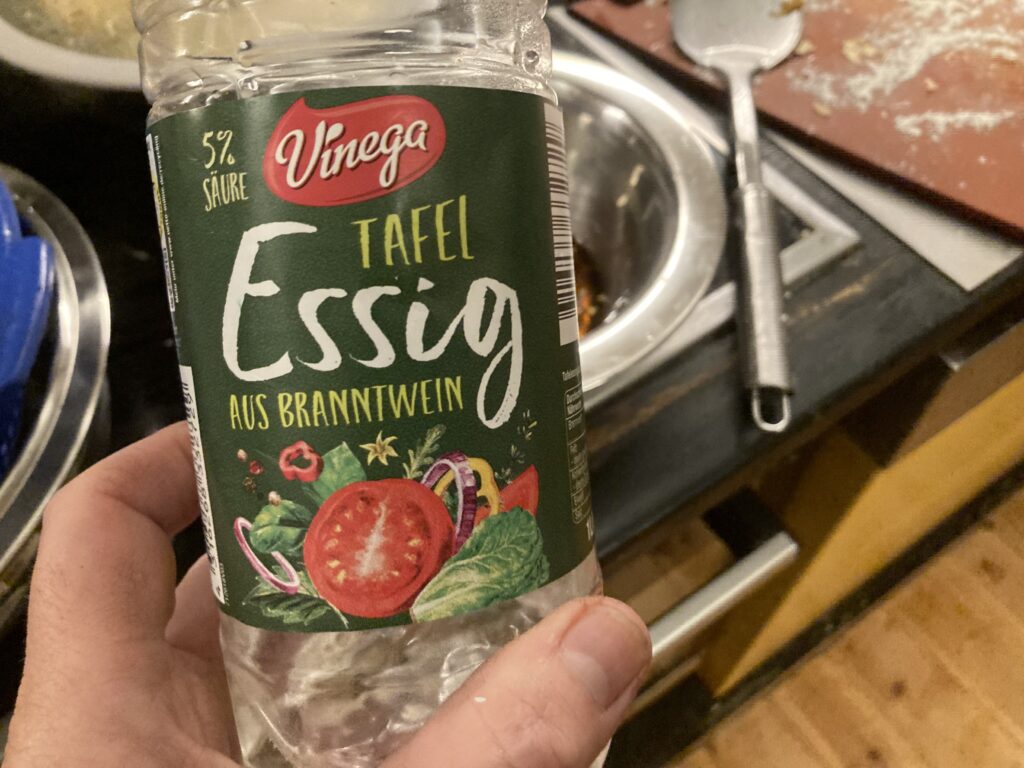 5%
SÄURE
Vinega
TAFEL
Essig
AUS BRANNTWEIN